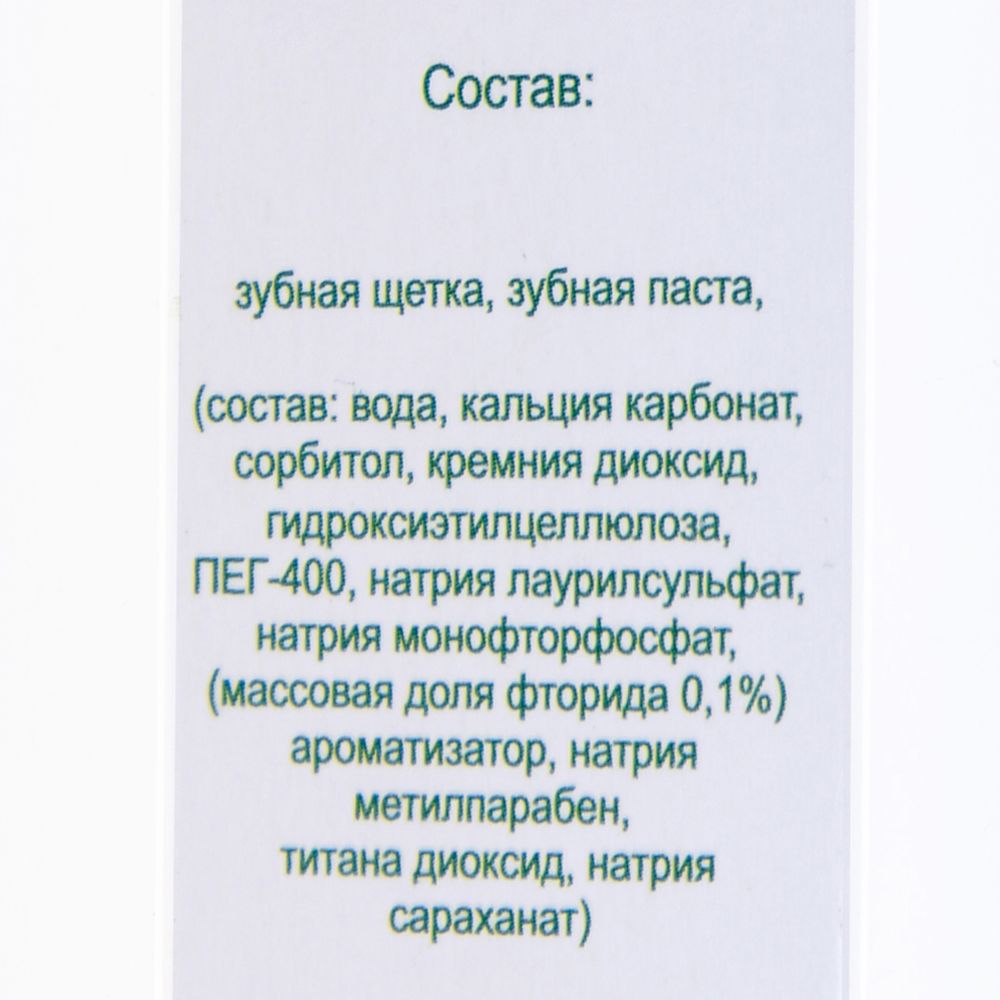 Состав:
зубная щетка, зубная паста,
(состав: вода, кальция карбонат,
сорбитол, кремния диоксид,
гидроксиэтилцеллюлоза,
ПЕГ-400, натрия лаурилсульфат,
натрия монофторфосфат,
(массовая доля фторида 0,1%)
ароматизатор, натрия
метилпарабен,
титана диоксид, натрия
сараханат)